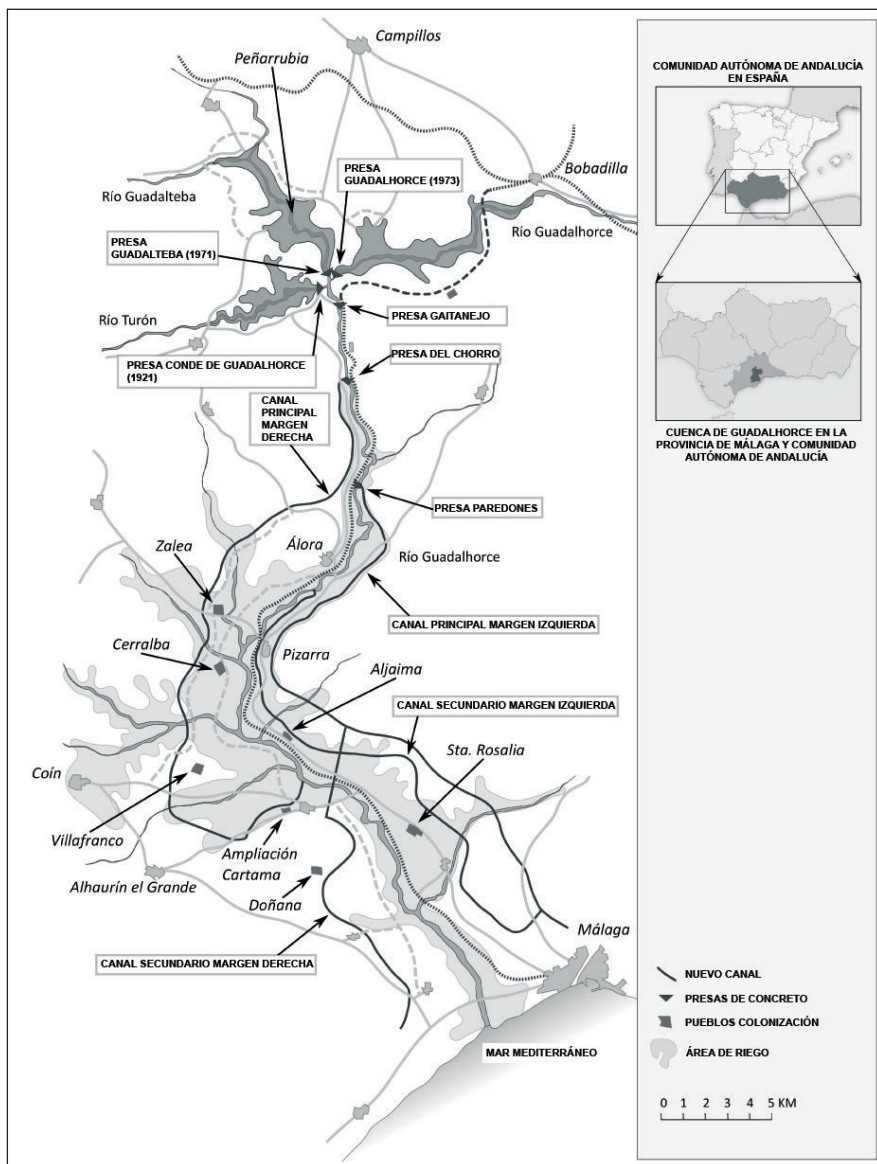 Campillos
Peñarrubia
PRESA
GUADALHORCE (1973)
Bobadilla
Río Guadalteba
Río Guadalhorce
PRESA
GUADALTEBA (1971)
PRESA GAITANEJO
Río Turón
PRESA DEL CHORRO
PRESA CONDE DE GUADALHORCE
(1921)
CANAL
PRINCIPAL
MARGEN
DERECHA
PRESA PAREDONES
Zalea
Álora
Río Guadalhorce
CANAL PRINCIPAL MARGEN IZQUIERDA
Cerralba
Pizarra
Aljaima
CANAL SECUNDARIO MARGEN IZQUIERDA
Sta. Rosalia
Coín
Villafranco
Ampliación
Cartama
Alhaurín el Grande
Doñana
Málaga
CANAL SECUNDARIO MARGEN DERECHA
MAR MEDITERRÁNEO
COMUNIDAD AUTÓNOMA DE ANDALUCÍA
EN ESPAÑA
CUENCA DE GUADALHORCE EN LA
PROVINCIA DE MÁLAGA Y COMUNIDAD
AUTÓNOMA DE ANDALUCÍA
NUEVO CANAL
PRESAS DE CONCRETO
PUEBLOS COLONIZACIÓN
ÁREA DE RIEGO
0 1 2 3 4 5 KM